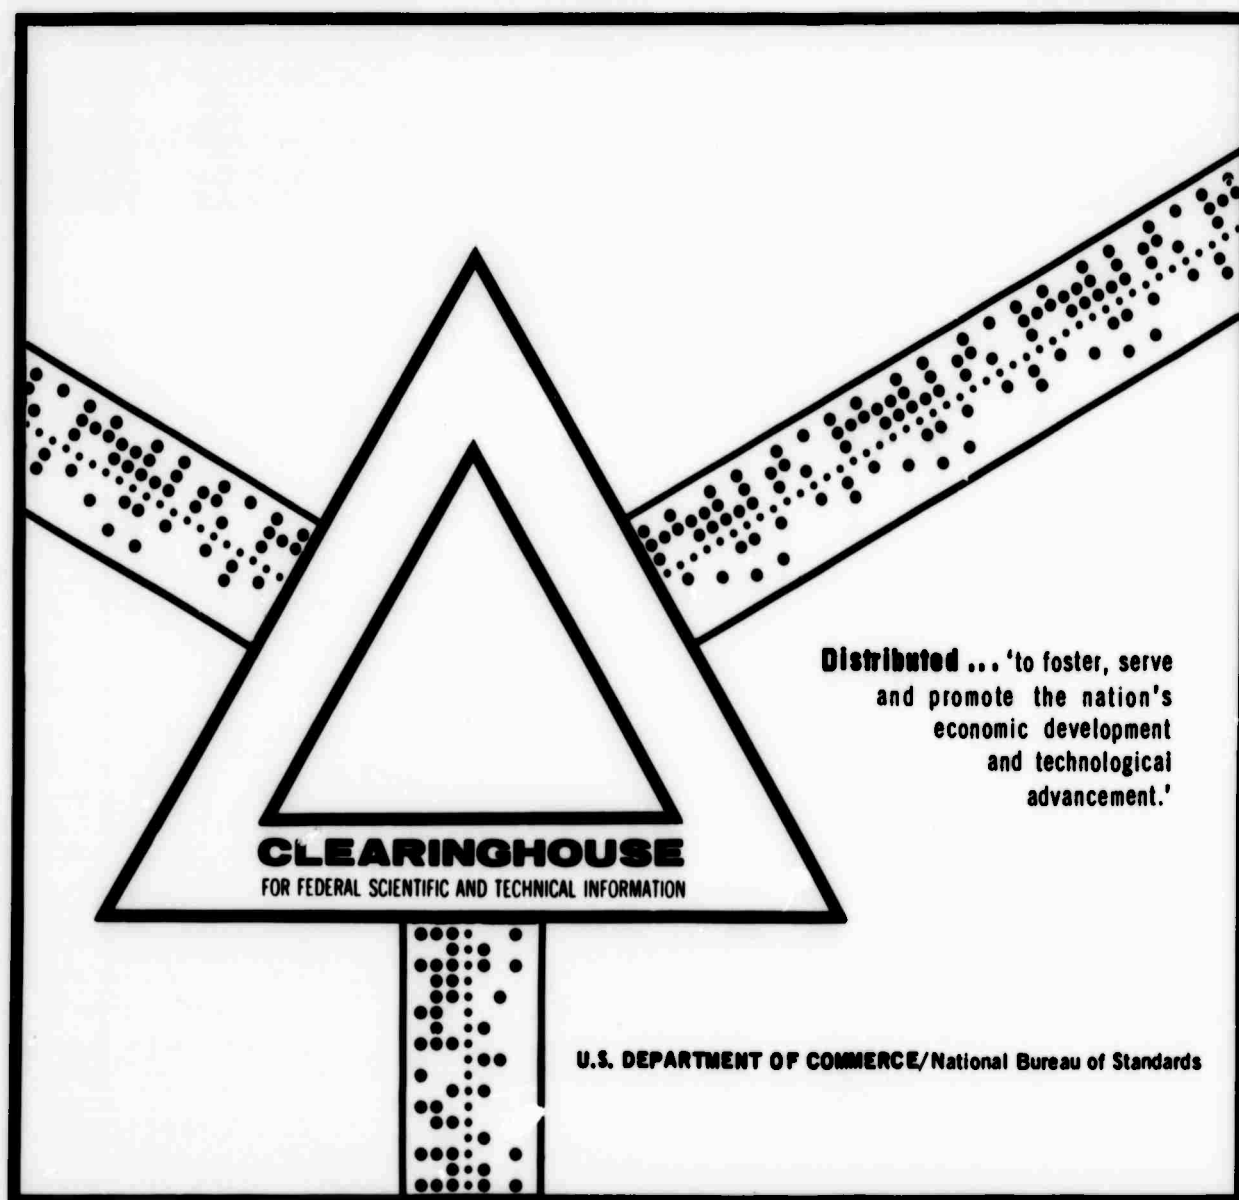 Distributed ... 'to foster, serve
and promote the nation's
economic development
and technological
advancement.'
CLEARINGHOUSE
FOR FEDERAL SCIENTIFIC AND TECHNICAL INFORMATION
U.S. DEPARTMENT OF COMMERCE/National Bureau of Standards